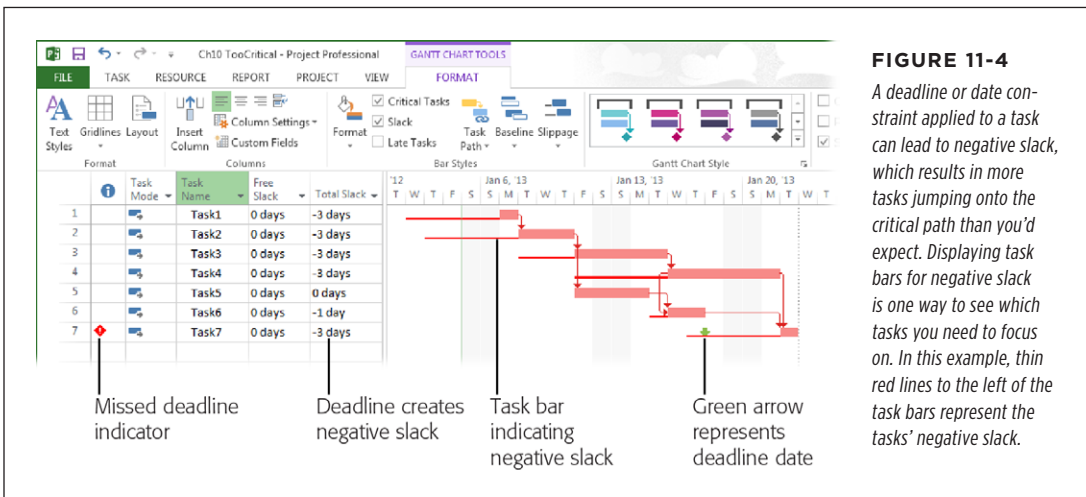 Ch10 TooCritical - Project Professional
GANTT CHART TOOLS
FILE TASK RESOURCE REPORT PROJECT VIEW FORMAT
Text Styles
Gridlines
Layout
Insert Column
Column Settings
Custom Fields
Format
Critical Tasks
Slack
Late Tasks
Task Path
Baseline
Slippage
Format
Columns
Bar Styles
Gantt Chart Style
Task Mode
Task Name
Free Slack
Total Slack
'12 Jan 6, '13 Jan 13, '13 Jan 20, '13
T W T F S S M T W T F S S M T W T F S S M T W T
1 Task1 0 days -3 days
2 Task2 0 days -3 days
3 Task3 0 days -3 days
4 Task4 0 days -3 days
5 Task5 0 days 0 days
6 Task6 0 days -1 day
7 Task7 0 days -3 days
Missed deadline
indicator
Deadline creates
negative slack
Task bar
indicating
negative slack
Green arrow
represents
deadline date
FIGURE 11-4
A deadline or date con-
straint applied to a task
can lead to negative slack,
which results in more
tasks jumping onto the
critical path than you'd
expect. Displaying task
bars for negative slack
is one way to see which
tasks you need to focus
on. In this example, thin
red lines to the left of the
task bars represent the
tasks' negative slack.